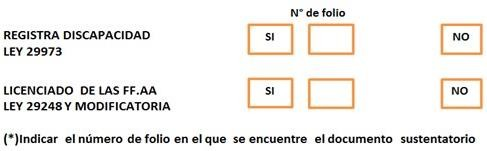 N° de folio
REGISTRA DISCAPACIDAD SI NO
LEY 29973
LICENCIADO DE LAS FF.AA SI NO
LEY 29248 Y MODIFICATORIA
(*)Indicar el número de folio en el que se encuentre el documento sustentatorio